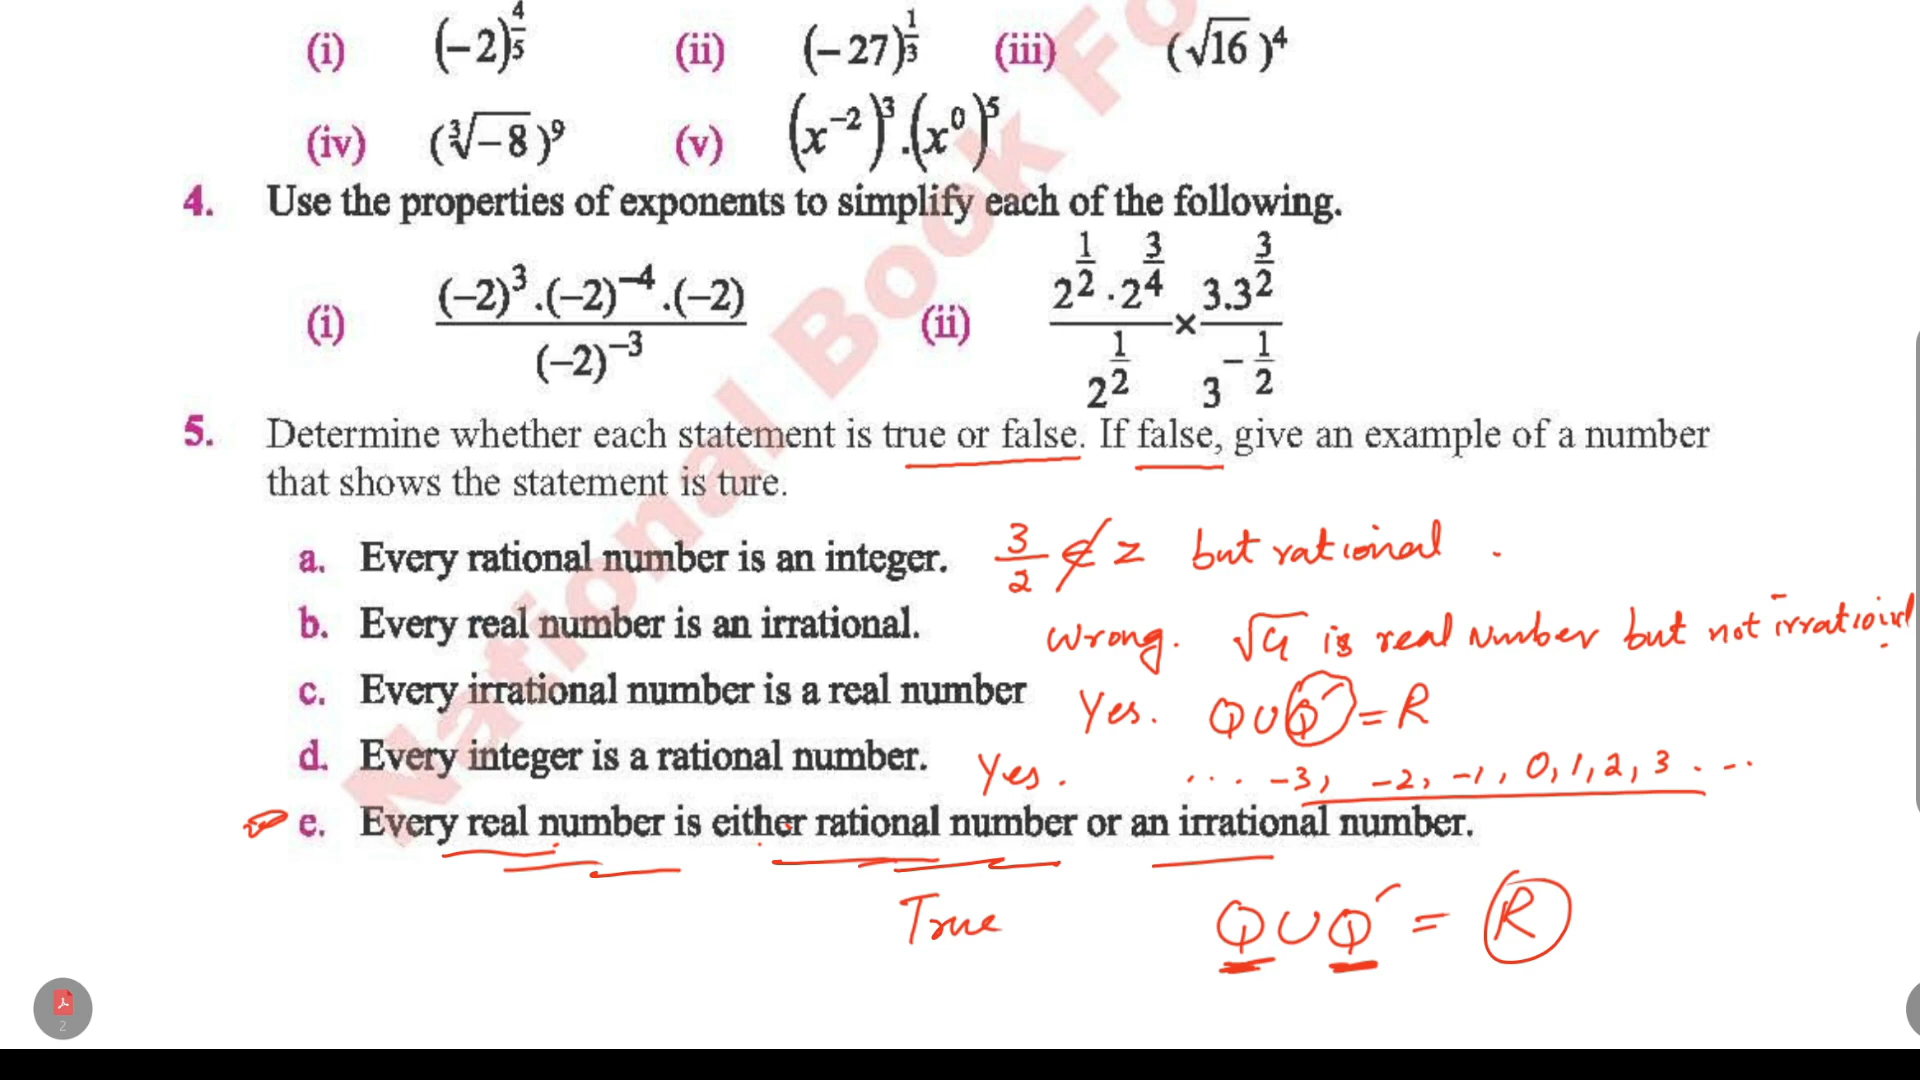 (i) (−2)^{4/5} (ii) (−27)^{1/3} (iii) (√16)^4
(iv) (∛−8)^9 (v) (x^{−2})^3.(x^0)^5
4. Use the properties of exponents to simplify each of the following.
(i) (−2)^3.(−2)^{−4}.(−2) / (−2)^{−3} (ii) 2^{1/2}.2^{3/4} / 2^{1/2} × 3.3^{3/2} / 3^{−1/2}
5. Determine whether each statement is true or false. If false, give an example of a number
that shows the statement is ture.
a. Every rational number is an integer. 3/2 ∉ Z but rational.
b. Every real number is an irrational. Wrong. √4 is real number but not irrational.
c. Every irrational number is a real number Yes. Q∪Q′ = R
d. Every integer is a rational number. Yes. ... −3, −2, −1, 0, 1, 2, 3 ...
e. Every real number is either rational number or an irrational number.
True Q∪Q′ = R
National Book Fo
2